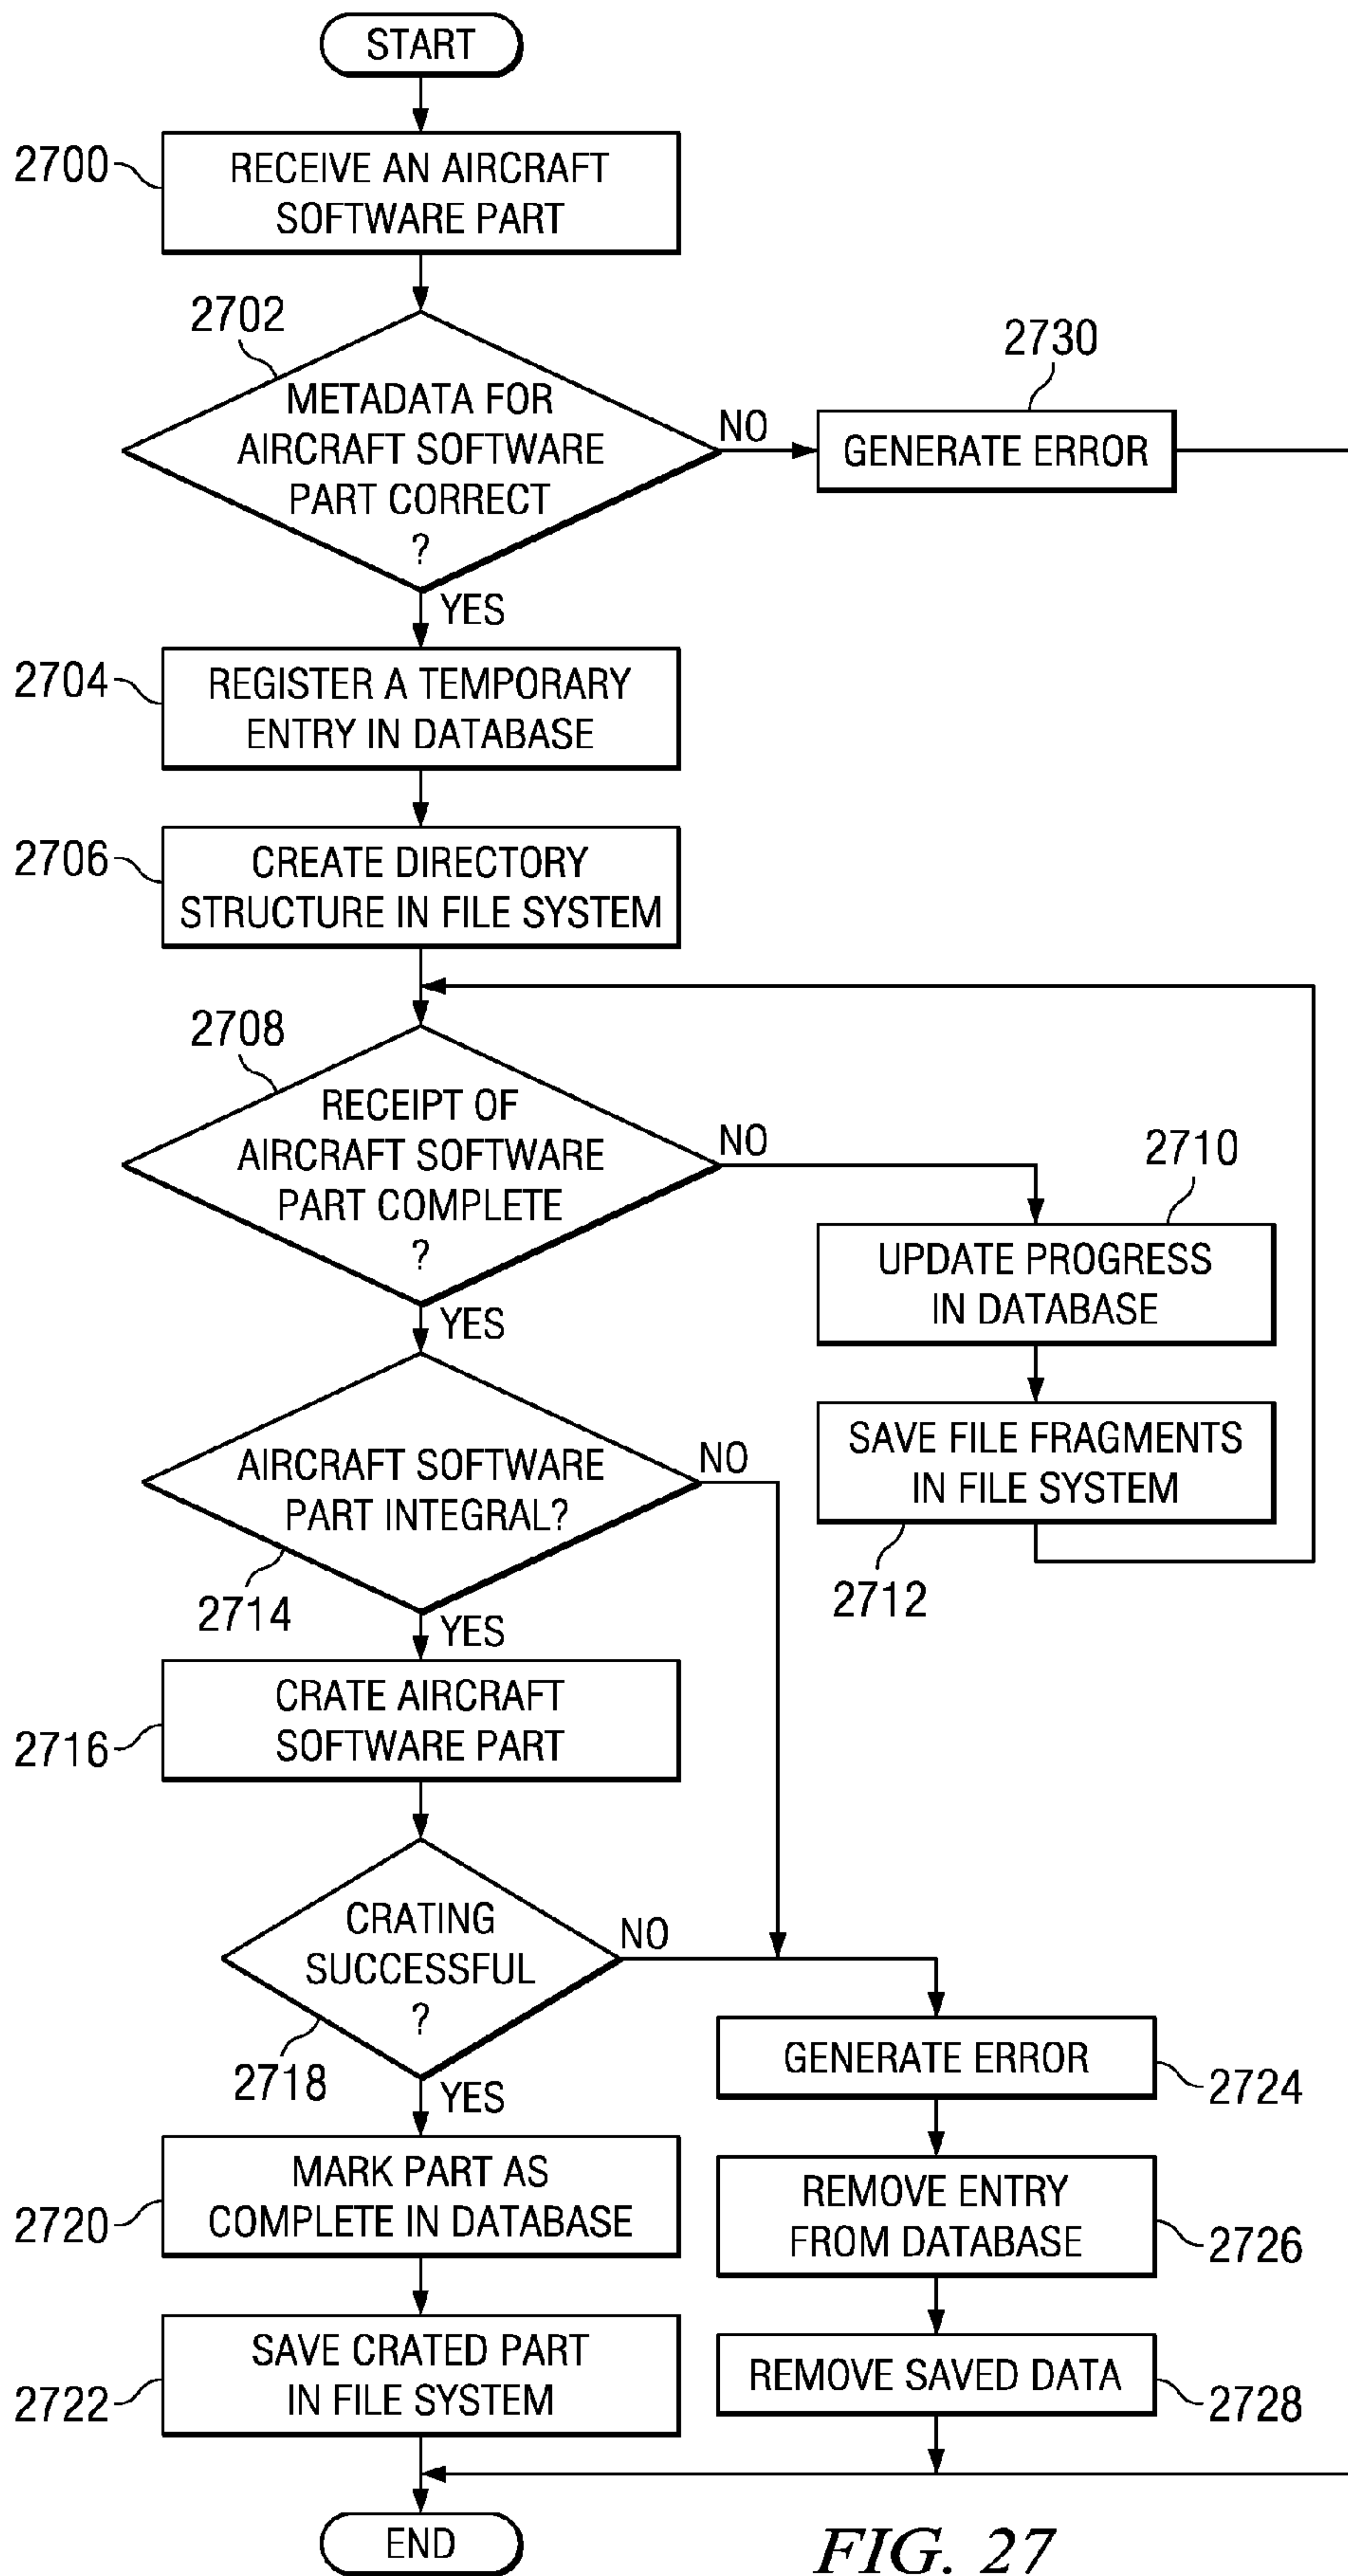 START
2700
RECEIVE AN AIRCRAFT
SOFTWARE PART
2702
METADATA FOR
AIRCRAFT SOFTWARE
PART CORRECT
?
NO
2730
GENERATE ERROR
YES
2704
REGISTER A TEMPORARY
ENTRY IN DATABASE
2706
CREATE DIRECTORY
STRUCTURE IN FILE SYSTEM
2708
RECEIPT OF
AIRCRAFT SOFTWARE
PART COMPLETE
?
NO
2710
UPDATE PROGRESS
IN DATABASE
SAVE FILE FRAGMENTS
IN FILE SYSTEM
2712
YES
AIRCRAFT SOFTWARE
PART INTEGRAL?
NO
2714
YES
CRATE AIRCRAFT
SOFTWARE PART
2716
CRATING
SUCCESSFUL
?
NO
2718
YES
MARK PART AS
COMPLETE IN DATABASE
2720
SAVE CRATED PART
IN FILE SYSTEM
2722
GENERATE ERROR
2724
REMOVE ENTRY
FROM DATABASE
2726
REMOVE SAVED DATA
2728
END
FIG. 27